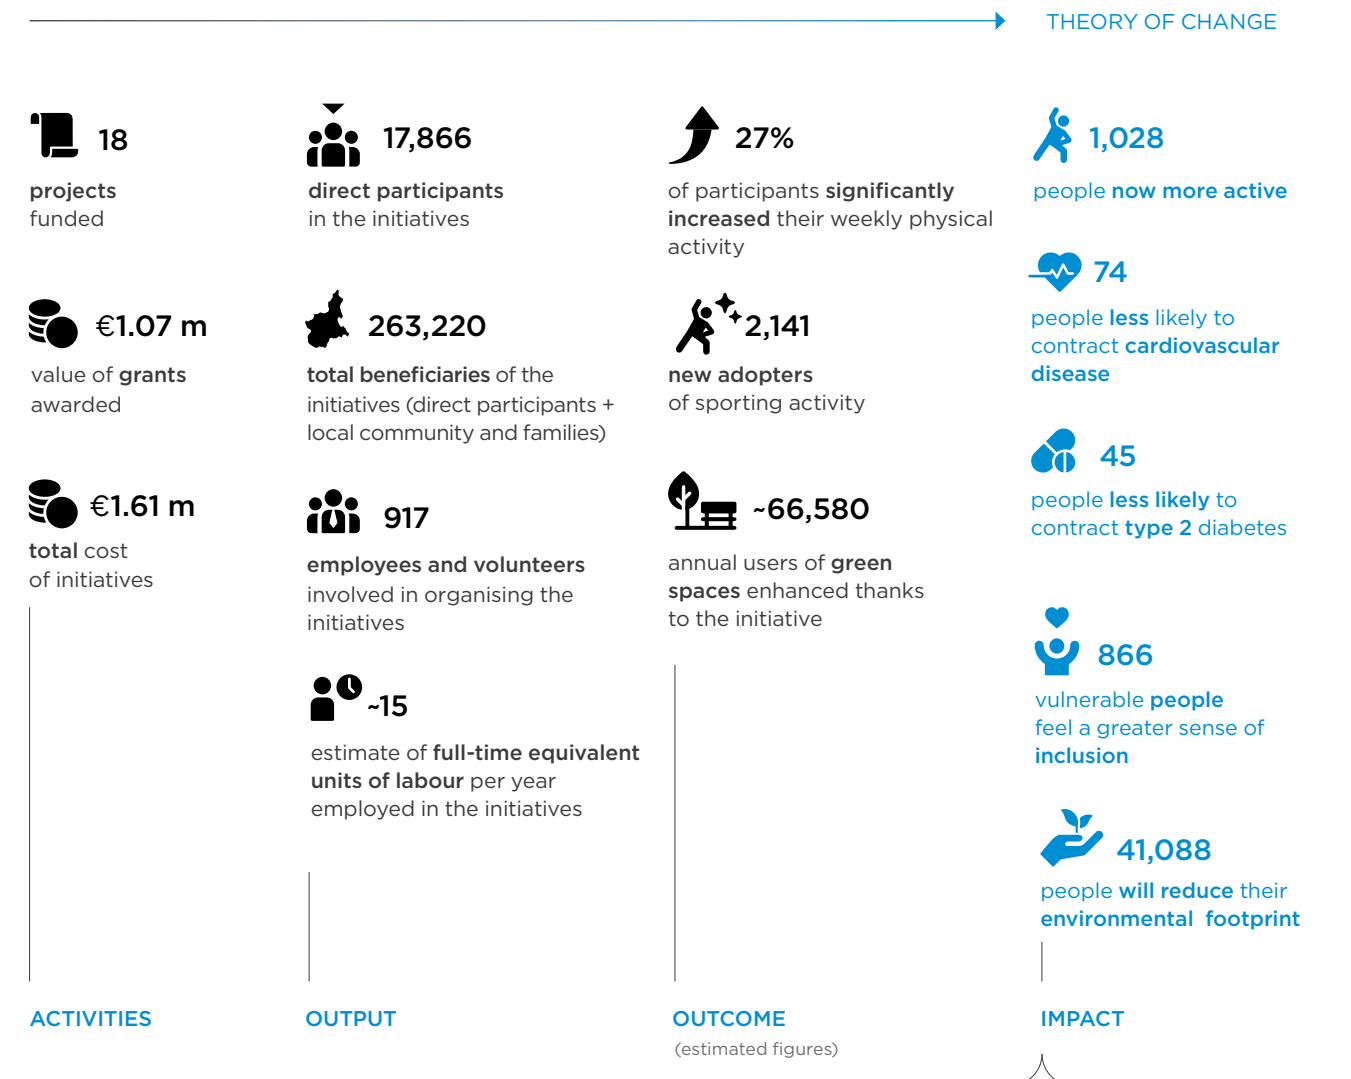 THEORY OF CHANGE
18
projects
funded
€1.07 m
value of grants
awarded
€1.61 m
total cost
of initiatives
ACTIVITIES
17,866
direct participants
in the initiatives
263,220
total beneficiaries of the
initiatives (direct participants +
local community and families)
917
employees and volunteers
involved in organising the
initiatives
~15
estimate of full-time equivalent
units of labour per year
employed in the initiatives
OUTPUT
27%
of participants significantly
increased their weekly physical
activity
2,141
new adopters
of sporting activity
~66,580
annual users of green
spaces enhanced thanks
to the initiative
OUTCOME
(estimated figures)
1,028
people now more active
74
people less likely to
contract cardiovascular
disease
45
people less likely to
contract type 2 diabetes
866
vulnerable people
feel a greater sense of
inclusion
41,088
people will reduce their
environmental footprint
IMPACT